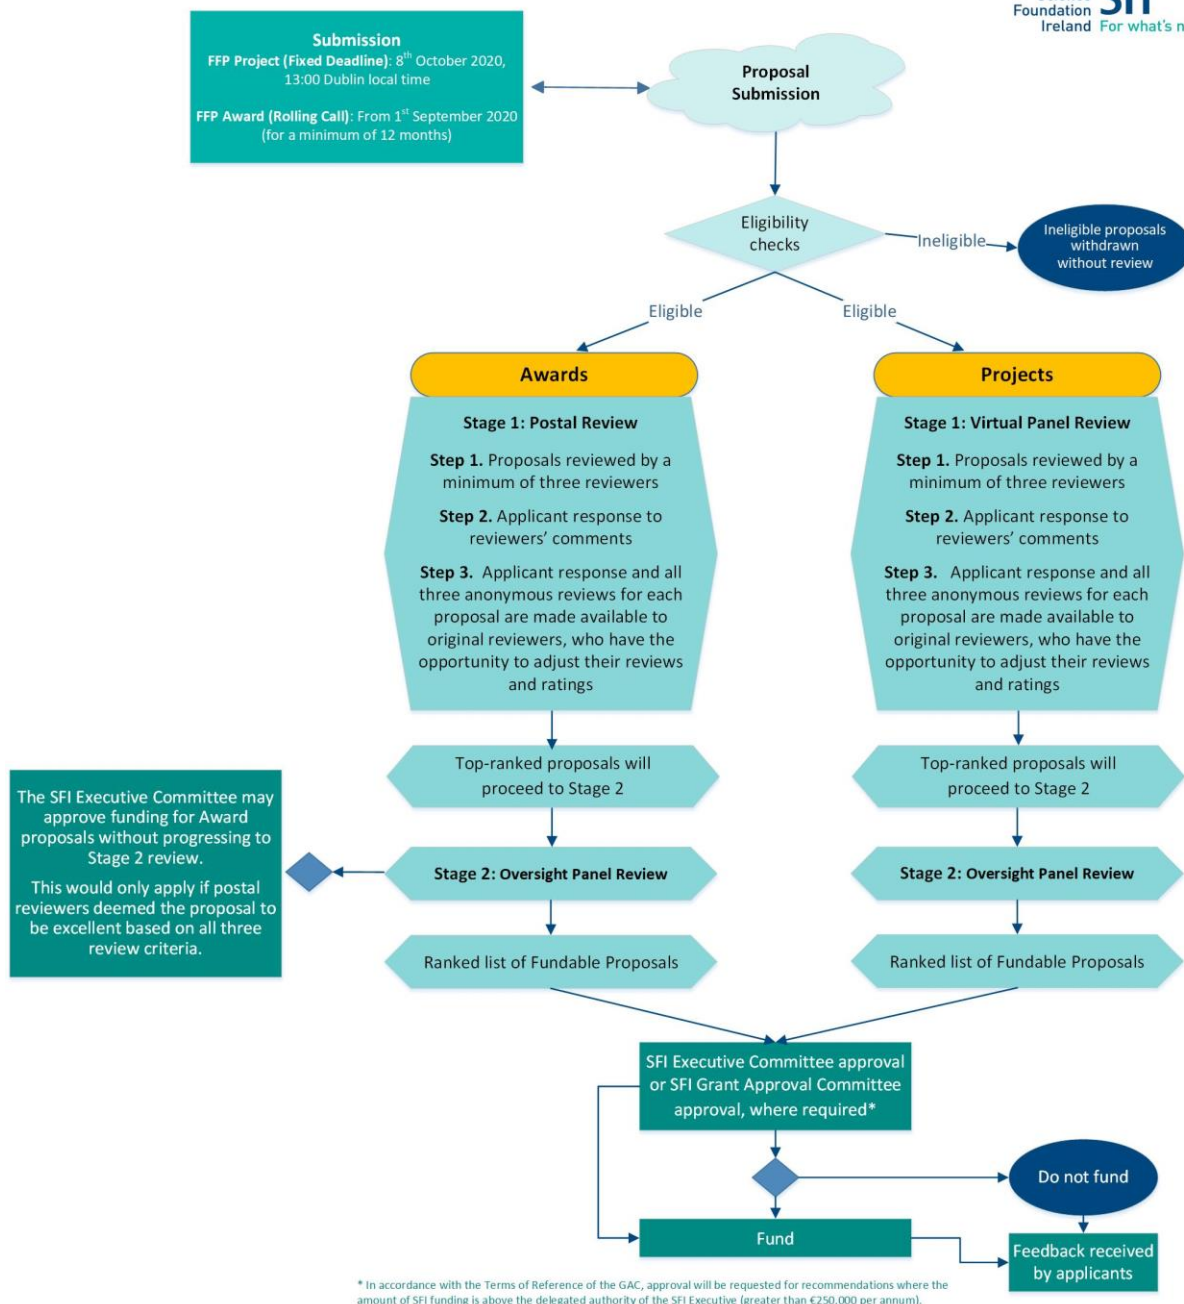 Foundation SFI
Ireland For what's n
Submission
FFP Project (Fixed Deadline): 8th October 2020,
13:00 Dublin local time
FFP Award (Rolling Call): From 1st September 2020
(for a minimum of 12 months)
Proposal
Submission
Eligibility
checks
Ineligible
Ineligible proposals
withdrawn
without review
Eligible
Eligible
Awards
Stage 1: Postal Review
Step 1. Proposals reviewed by a
minimum of three reviewers
Step 2. Applicant response to
reviewers' comments
Step 3. Applicant response and all
three anonymous reviews for each
proposal are made available to
original reviewers, who have the
opportunity to adjust their reviews
and ratings
Top-ranked proposals will
proceed to Stage 2
Stage 2: Oversight Panel Review
Ranked list of Fundable Proposals
The SFI Executive Committee may
approve funding for Award
proposals without progressing to
Stage 2 review.
This would only apply if postal
reviewers deemed the proposal to
be excellent based on all three
review criteria.
Projects
Stage 1: Virtual Panel Review
Step 1. Proposals reviewed by a
minimum of three reviewers
Step 2. Applicant response to
reviewers' comments
Step 3. Applicant response and all
three anonymous reviews for each
proposal are made available to
original reviewers, who have the
opportunity to adjust their reviews
and ratings
Top-ranked proposals will
proceed to Stage 2
Stage 2: Oversight Panel Review
Ranked list of Fundable Proposals
SFI Executive Committee approval
or SFI Grant Approval Committee
approval, where required*
Do not fund
Fund
Feedback received
by applicants
* In accordance with the Terms of Reference of the GAC, approval will be requested for recommendations where the
amount of SFI funding is above the delegated authority of the SFI Executive (greater than €250,000 per annum).